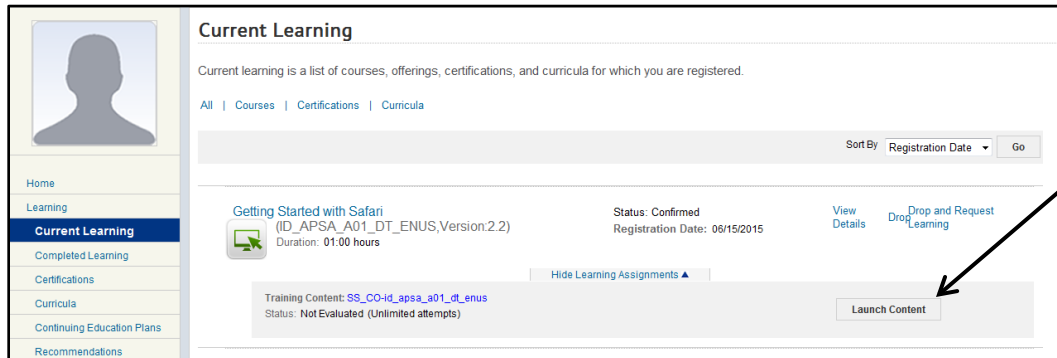 Current Learning
Current learning is a list of courses, offerings, certifications, and curricula for which you are registered.
All | Courses | Certifications | Curricula
Sort By Registration Date Go
Home
Learning
Current Learning
Completed Learning
Certifications
Curricula
Continuing Education Plans
Recommendations
Getting Started with Safari
(ID_APSA_A01_DT_ENUS,Version:2.2)
Duration: 01:00 hours
Status: Confirmed
Registration Date: 06/15/2015
View
Details
Drop
Drop and Request
Learning
Hide Learning Assignments
Training Content: SS_CO-id_apsa_a01_dt_enus
Status: Not Evaluated (Unlimited attempts)
Launch Content